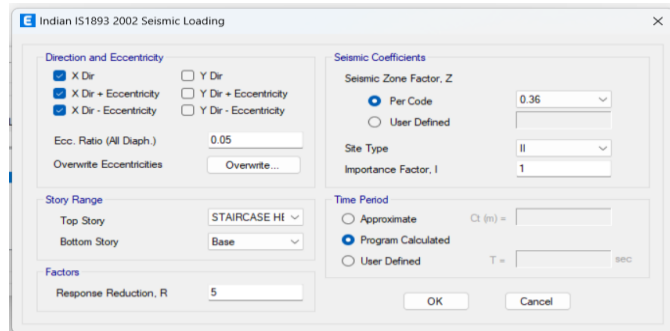 E Indian IS1893 2002 Seismic Loading
Direction and Eccentricity
X Dir Y Dir
X Dir + Eccentricity Y Dir + Eccentricity
X Dir - Eccentricity Y Dir - Eccentricity
Ecc. Ratio (All Diaph.) 0.05
Overwrite Eccentricities Overwrite...
Story Range
Top Story STAIRCASE HE
Bottom Story Base
Factors
Response Reduction, R 5
Seismic Coefficients
Seismic Zone Factor, Z
Per Code 0.36
User Defined
Site Type II
Importance Factor, I 1
Time Period
Approximate Ct (m) =
Program Calculated
User Defined T = sec
OK Cancel